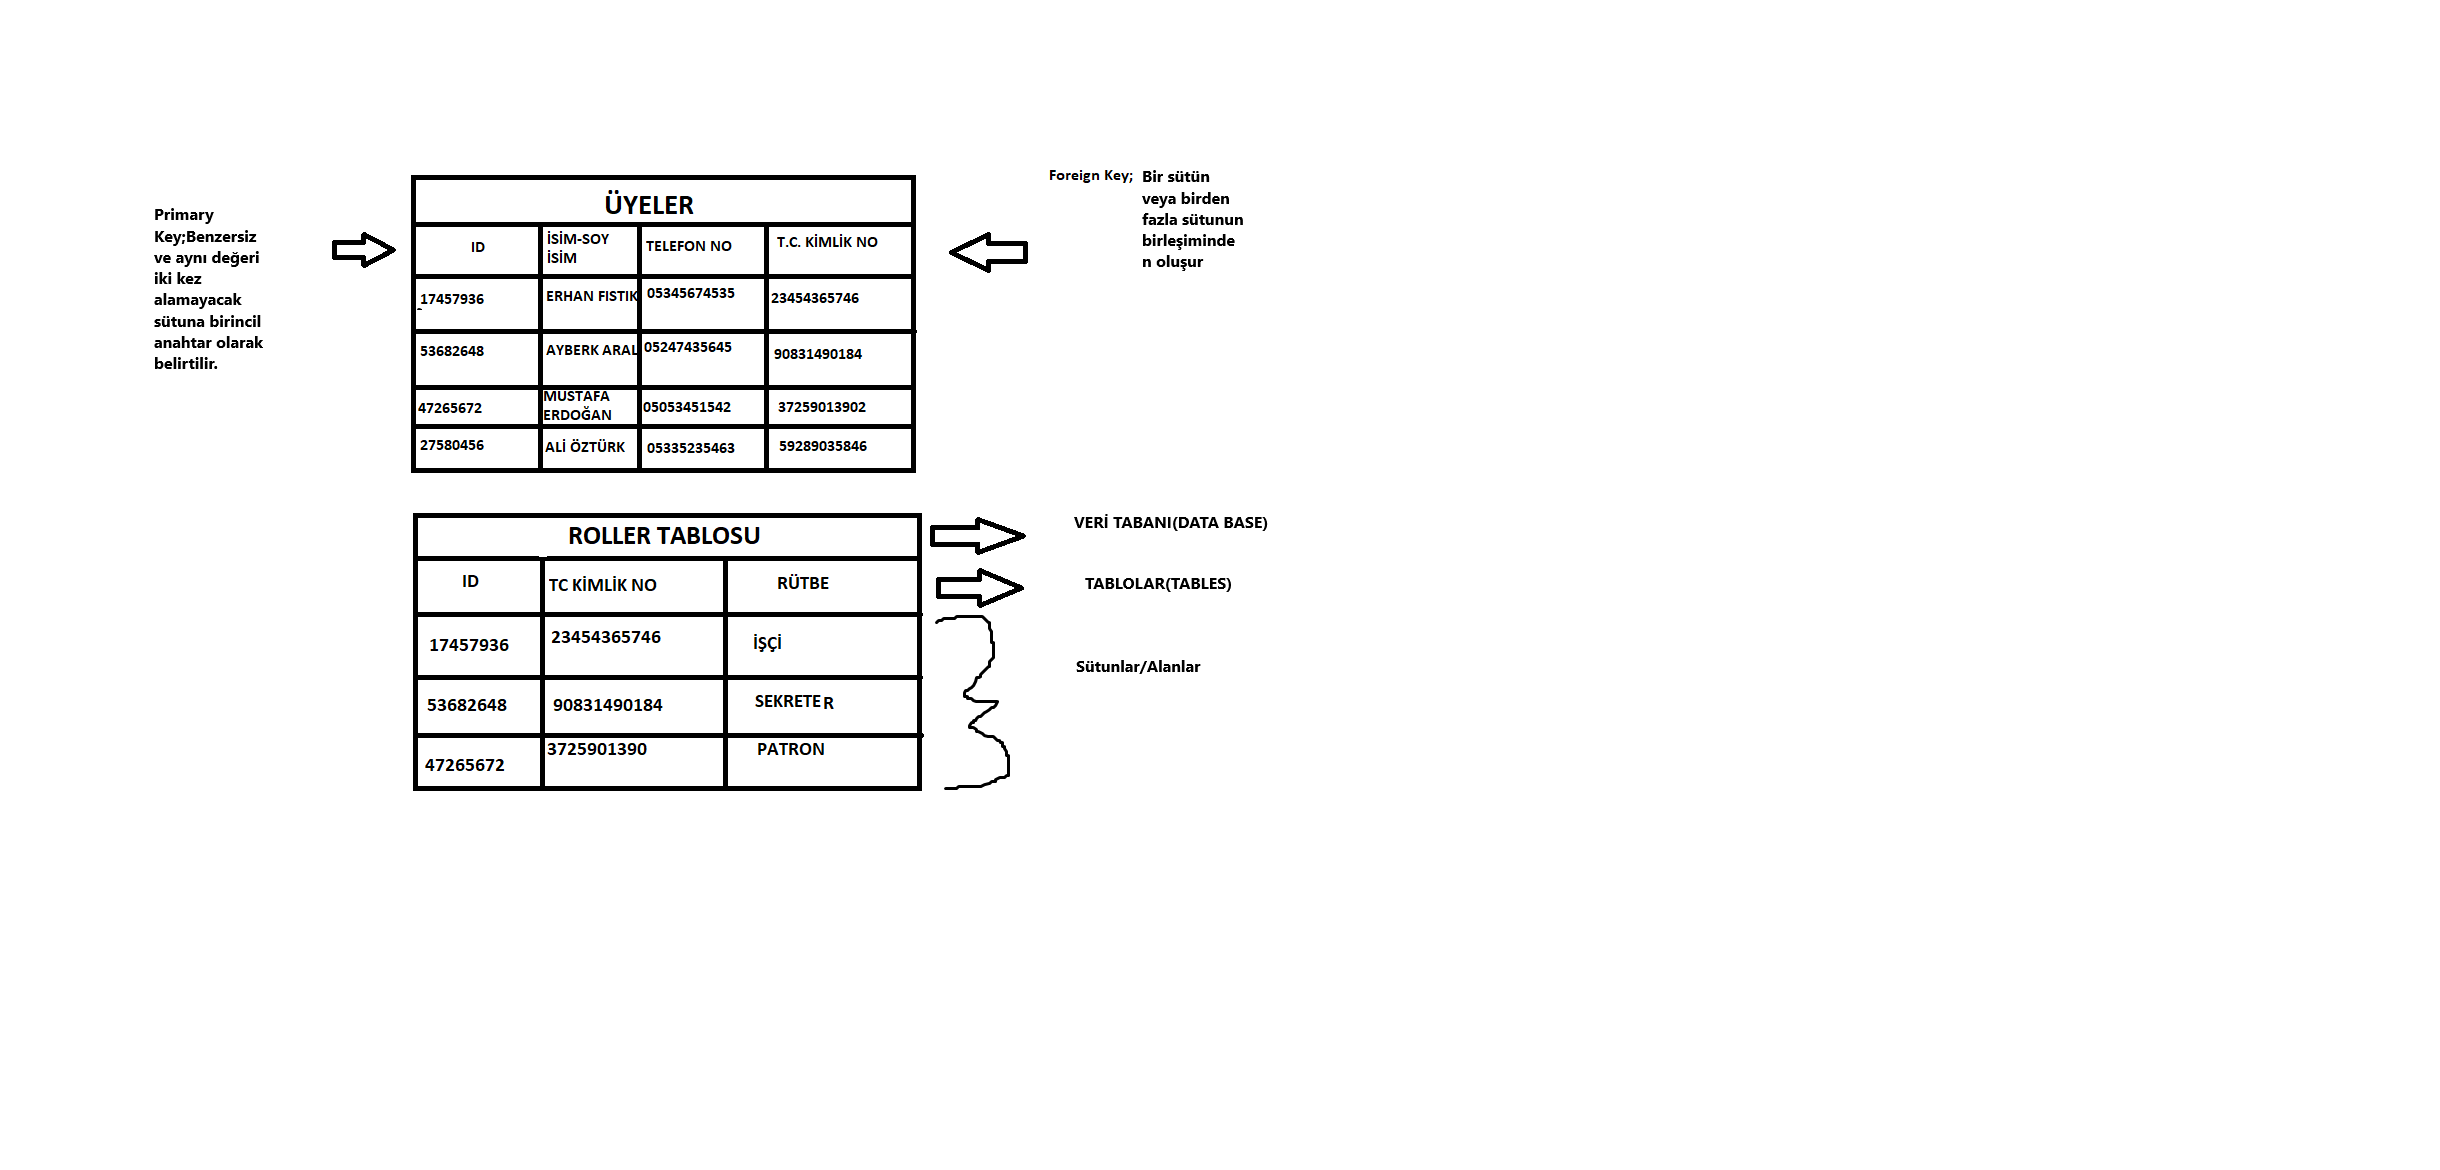 Primary
Key;Benzersiz
ve aynı değeri
iki kez
alamayacak
sütuna birincil
anahtar olarak
belirtilir.
ÜYELER
ID İSİM-SOY İSİM TELEFON NO T.C. KİMLİK NO
17457936 ERHAN FISTIK 05345674535 23454365746
53682648 AYBERK ARAL 05247435645 90831490184
47265672 MUSTAFA ERDOĞAN 05053451542 37259013902
27580456 ALİ ÖZTÜRK 05335235463 59289035846
Foreign Key; Bir sütün
veya birden
fazla sütunun
birleşiminde
n oluşur
ROLLER TABLOSU
ID TC KİMLİK NO RÜTBE
17457936 23454365746 İŞÇİ
53682648 90831490184 SEKRETER
47265672 3725901390 PATRON
VERİ TABANI(DATA BASE)
TABLOLAR(TABLES)
Sütunlar/Alanlar